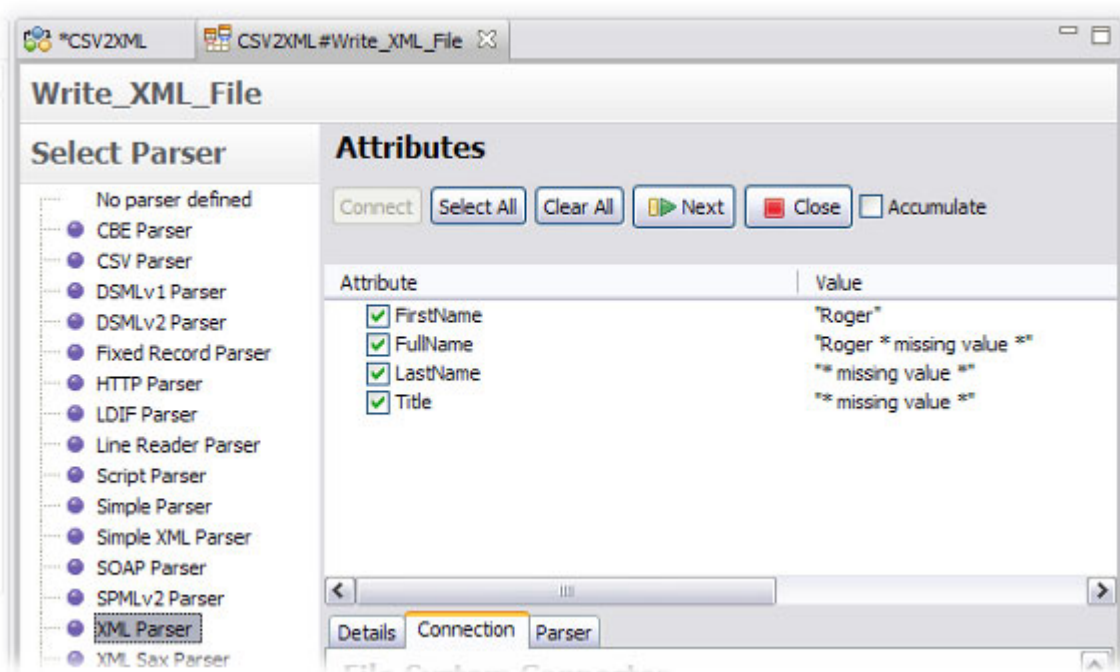 *CSV2XML CSV2XML#Write_XML_File
Write_XML_File
Select Parser
No parser defined
CBE Parser
CSV Parser
DSMLv1 Parser
DSMLv2 Parser
Fixed Record Parser
HTTP Parser
LDIF Parser
Line Reader Parser
Script Parser
Simple Parser
Simple XML Parser
SOAP Parser
SPMLv2 Parser
XML Parser
XML Sax Parser
Attributes
Connect Select All Clear All Next Close Accumulate
Attribute Value
FirstName "Roger"
FullName "Roger * missing value *"
LastName "* missing value *"
Title "* missing value *"
Details Connection Parser
File System Connector